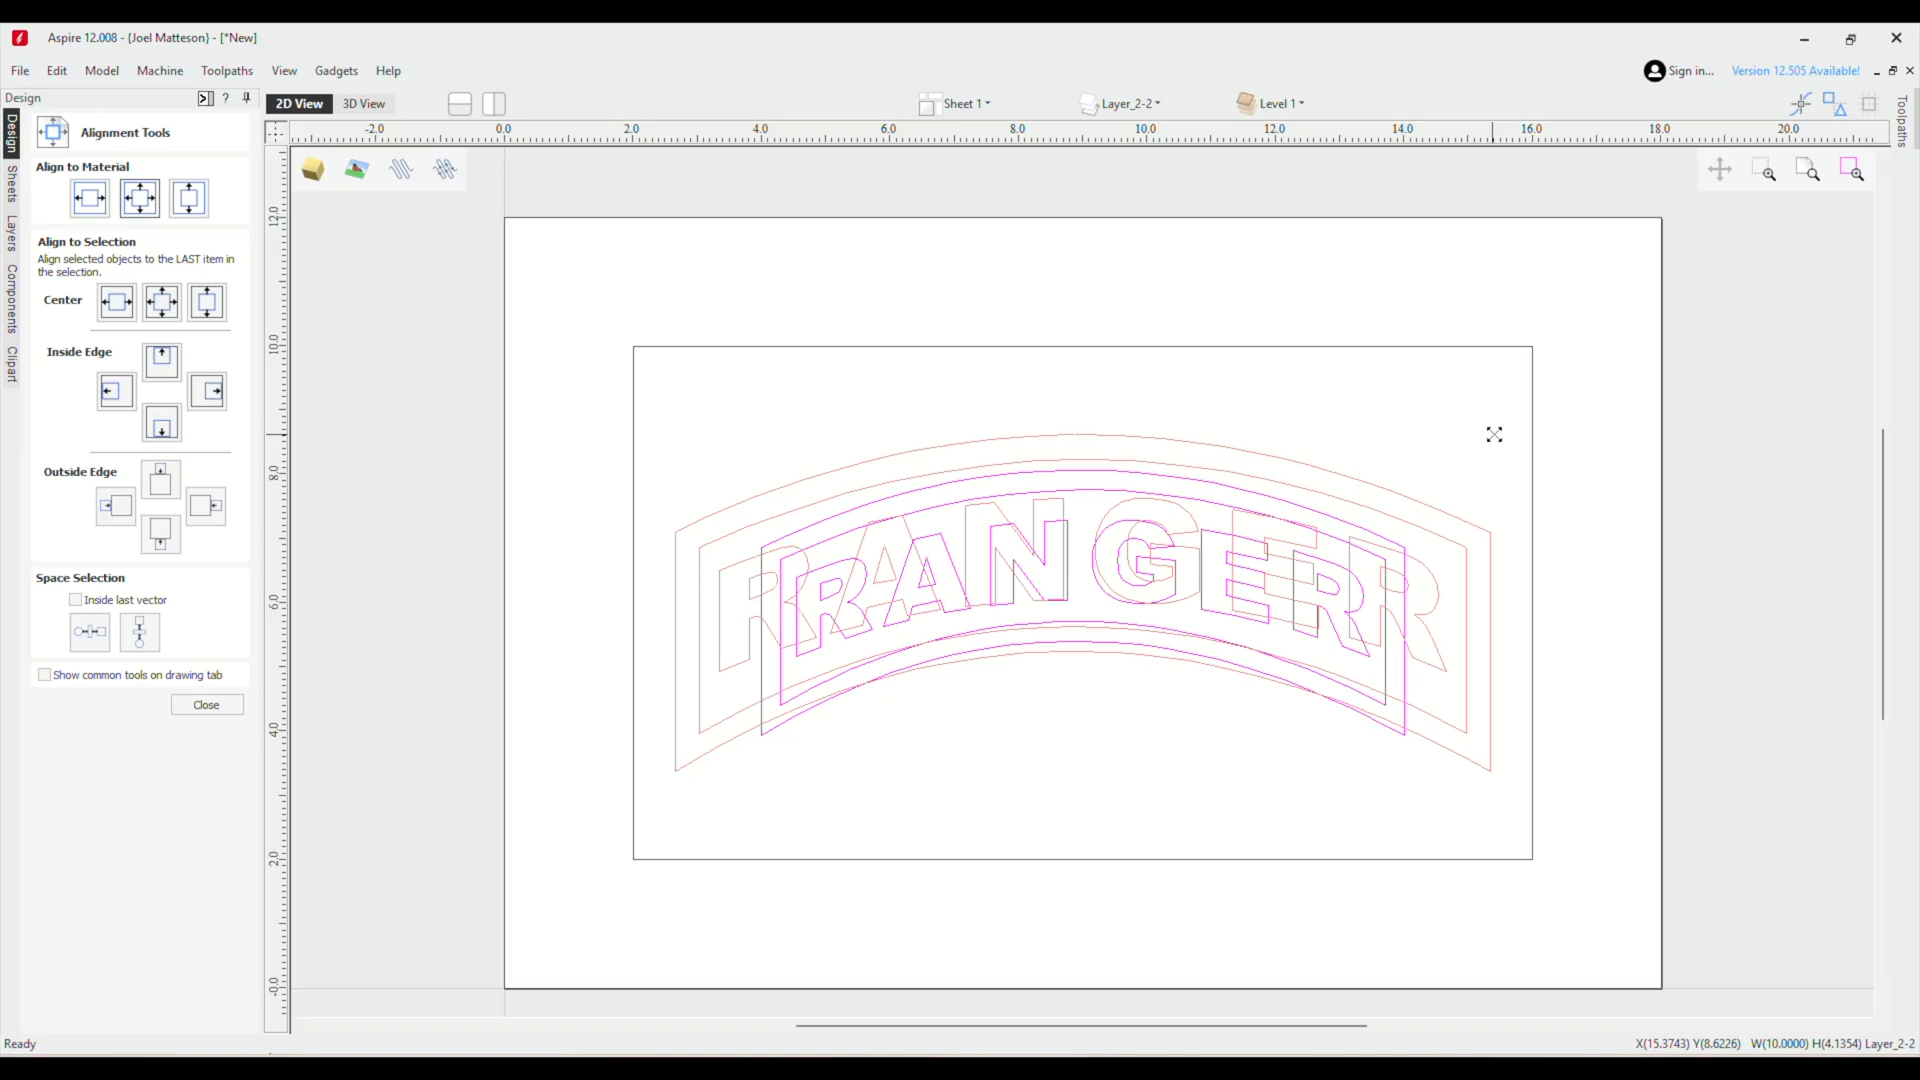 Aspire 12.008 - {Joel Matteson} - [*New]
File Edit Model Machine Toolpaths View Gadgets Help
Sign in... Version 12.505 Available!
Design
2D View 3D View
Sheet 1 Layer_2-2 Level 1
Toolpaths
Design
Sheets
Layers
Components
Clipart
Alignment Tools
Align to Material
Align to Selection
Align selected objects to the LAST item in
the selection.
Center
Inside Edge
Outside Edge
Space Selection
Inside last vector
Show common tools on drawing tab
Close
-2.0 0.0 2.0 4.0 6.0 8.0 10.0 12.0 14.0 16.0 18.0 20.0
12.0
10.0
8.0
6.0
4.0
2.0
-0.0
RANGER
RANGER
Ready
X(15.3743) Y(8.6226) W(10.0000) H(4.1354) Layer_2-2